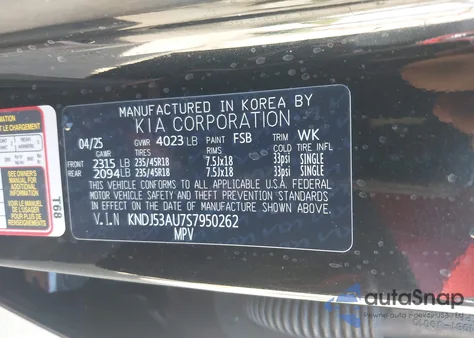 MANUFACTURED IN KOREA BY
KIA CORPORATION
04/25 GVWR 4023 LB PAINT FSB TRIM WK
GAWR TIRES RIMS COLD TIRE INFL
FRONT 2315 LB 235/45R18 7.5Jx18 33psi SINGLE
REAR 2094 LB 235/45R18 7.5Jx18 33psi SINGLE
THIS VEHICLE CONFORMS TO ALL APPLICABLE U.S.A. FEDERAL
MOTOR VEHICLE SAFETY AND THEFT PREVENTION STANDARDS
IN EFFECT ON THE DATE OF MANUFACTURE SHOWN ABOVE.
V.I.N KNDJ53AU7S7950262
MPV
T68
autoSnap